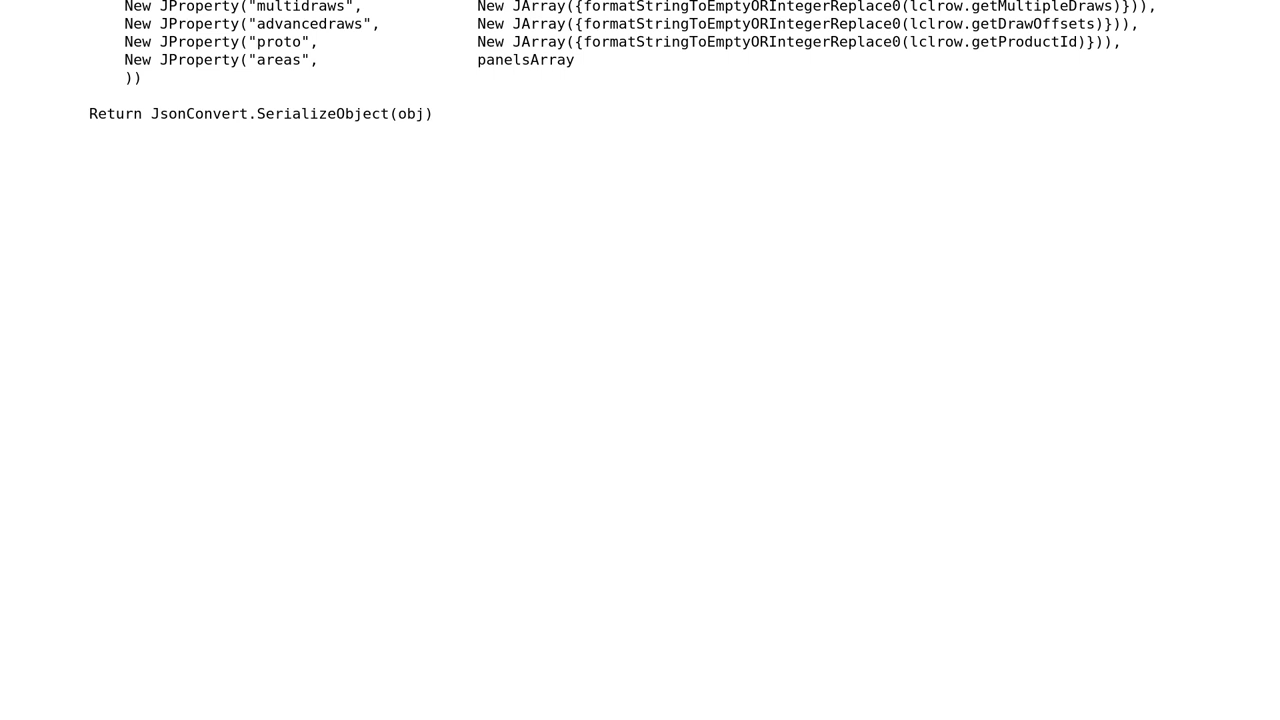 New JProperty("multidraws", New JArray({formatStringToEmptyORIntegerReplace0(lclrow.getMultipleDraws)})),
New JProperty("advancedraws", New JArray({formatStringToEmptyORIntegerReplace0(lclrow.getDrawOffsets)})),
New JProperty("proto", New JArray({formatStringToEmptyORIntegerReplace0(lclrow.getProductId)})),
New JProperty("areas", panelsArray
))
Return JsonConvert.SerializeObject(obj)